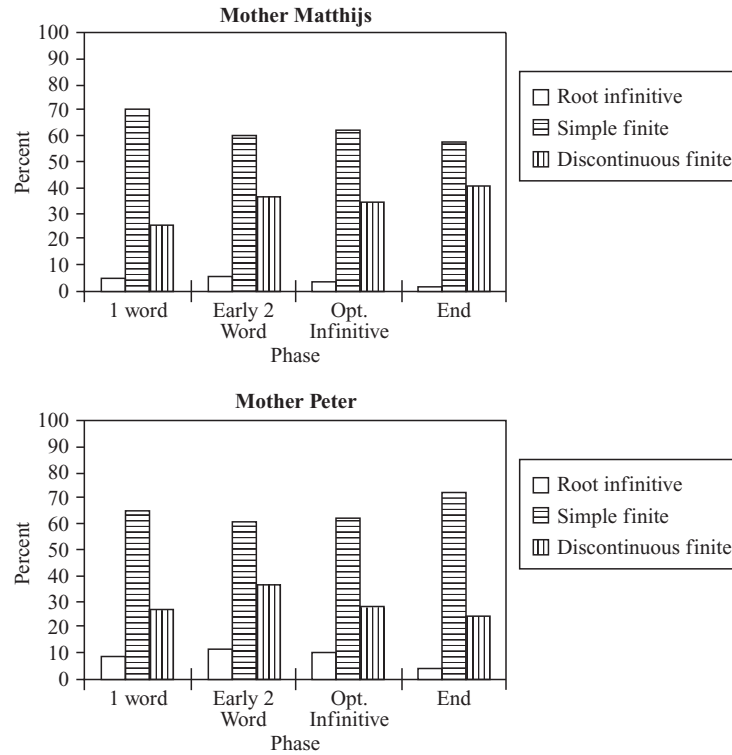 Mother Matthijs
100
90
80
70
60
50
40
30
20
10
0
Percent
1 word
Early 2
Word
Opt.
Infinitive
End
Phase
Root infinitive
Simple finite
Discontinuous finite
Mother Peter
100
90
80
70
60
50
40
30
20
10
0
Percent
1 word
Early 2
Word
Opt.
Infinitive
End
Phase
Root infinitive
Simple finite
Discontinuous finite